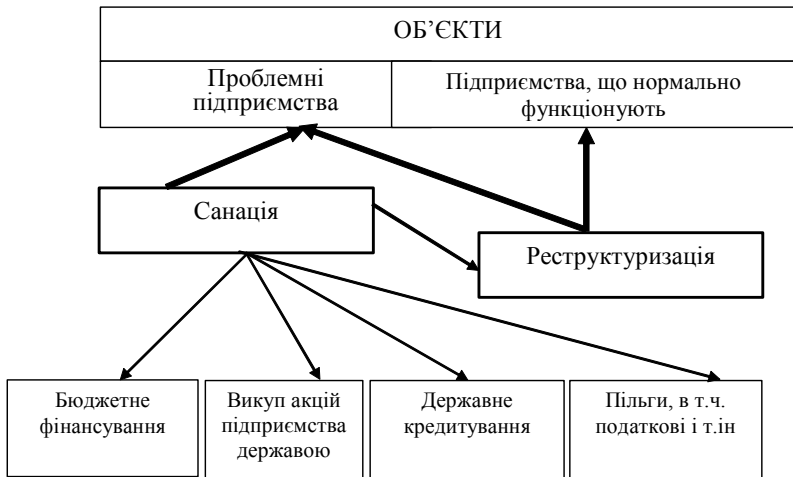 ОБ’ЄКТИ
Проблемні
підприємства
Підприємства, що нормально
функціонують
Санація
Реструктуризація
Бюджетне
фінансування
Викуп акцій
підприємства
державою
Державне
кредитування
Пільги, в т.ч.
податкові і т.ін